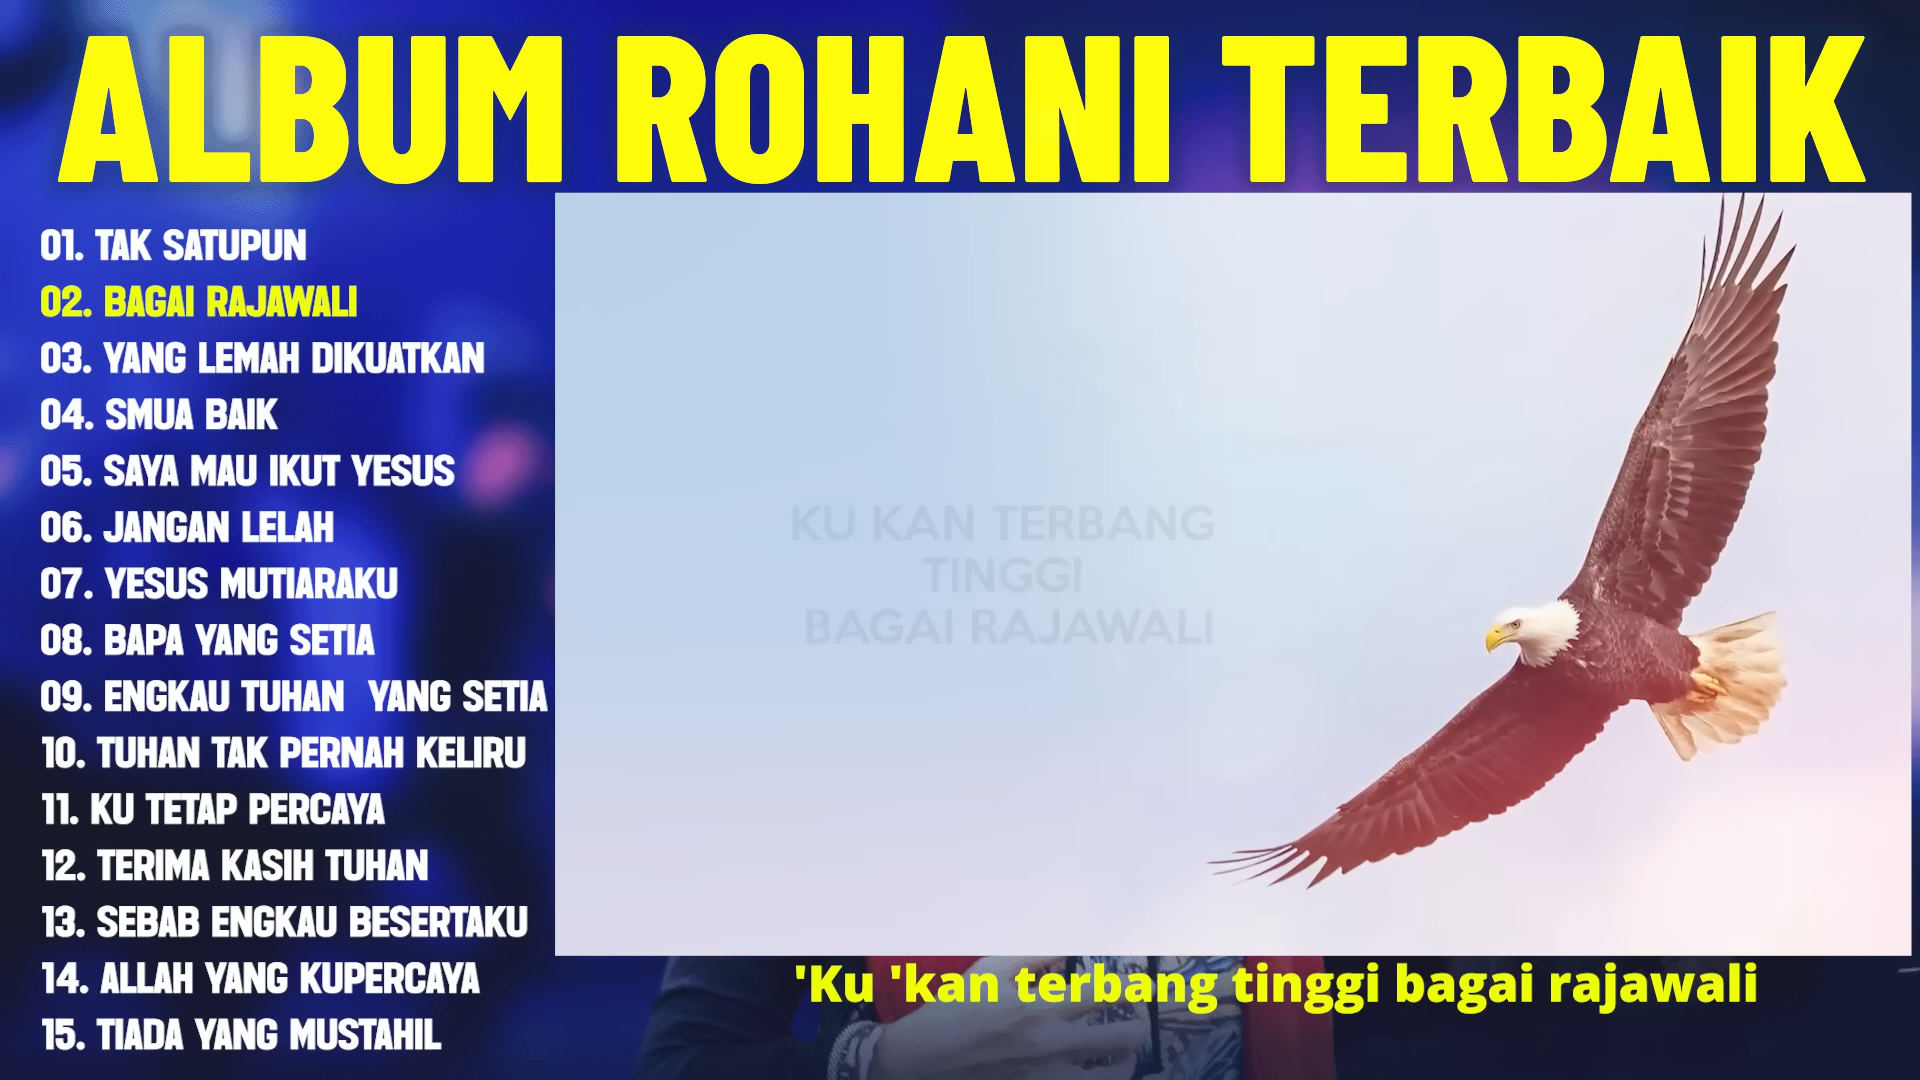 ALBUM ROHANI TERBAIK
01. TAK SATUPUN
02. BAGAI RAJAWALI
03. YANG LEMAH DIKUATKAN
04. SMUA BAIK
05. SAYA MAU IKUT YESUS
06. JANGAN LELAH
07. YESUS MUTIARAKU
08. BAPA YANG SETIA
09. ENGKAU TUHAN  YANG SETIA
10. TUHAN TAK PERNAH KELIRU
11. KU TETAP PERCAYA
12. TERIMA KASIH TUHAN
13. SEBAB ENGKAU BESERTAKU
14. ALLAH YANG KUPERCAYA
15. TIADA YANG MUSTAHIL
KU KAN TERBANG
TINGGI
BAGAI RAJAWALI
'Ku 'kan terbang tinggi bagai rajawali